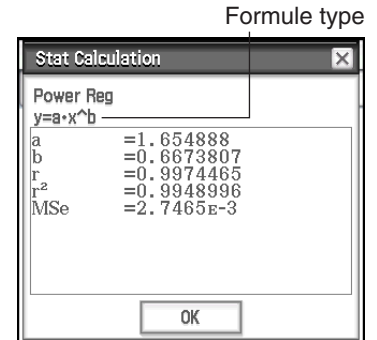 Formule type
Stat Calculation
Power Reg
y=a·x^b
a =1.654888
b =0.6673807
r =0.9974465
r² =0.9948996
MSe =2.7465E-3
OK